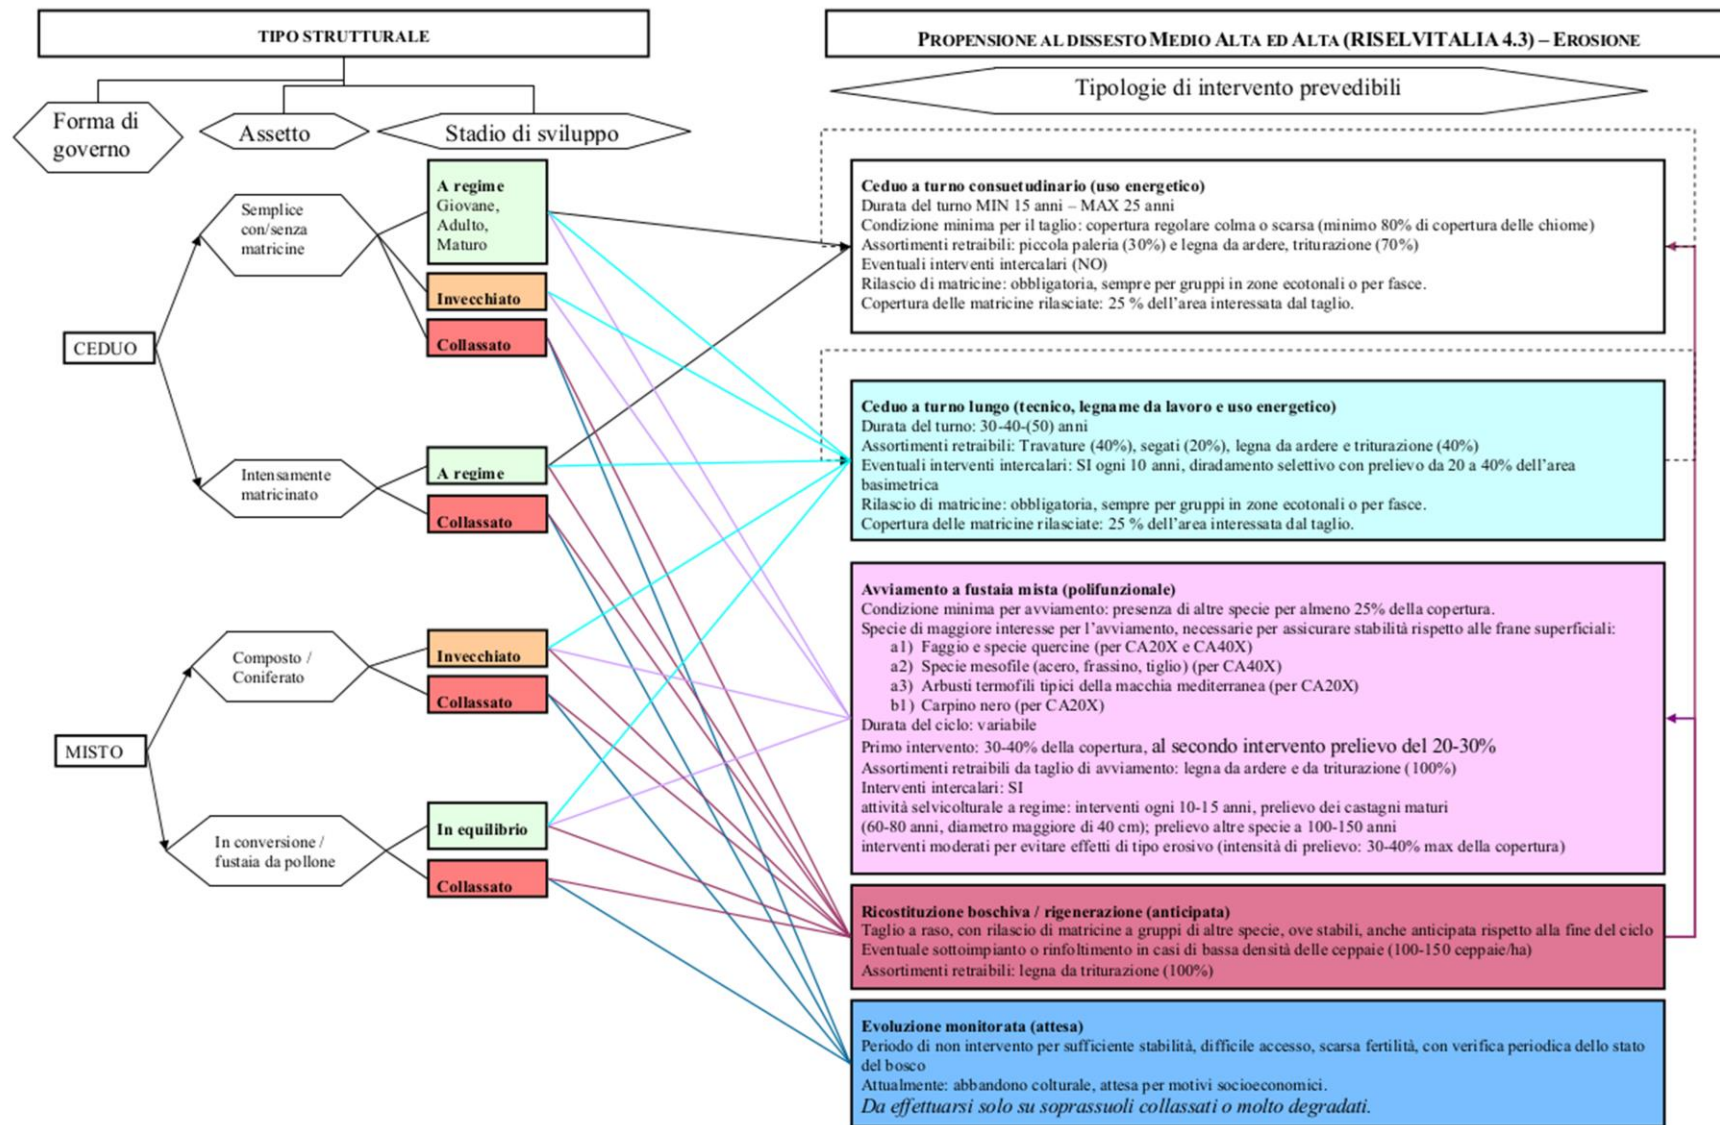 TIPO STRUTTURALE
PROPENSIONE AL DISSESTO MEDIO ALTA ED ALTA (RISELVITALIA 4.3) – EROSIONE
Tipologie di intervento prevedibili
Forma di
governo
Assetto
Stadio di sviluppo
CEDUO
Semplice
con/senza
matricine
A regime
Giovane,
Adulto,
Maturo
Invecchiato
Collassato
Intensamente
matricinato
A regime
Collassato
MISTO
Composto /
Coniferato
Invecchiato
Collassato
In conversione /
fustaia da pollone
In equilibrio
Collassato
Ceduo a turno consuetudinario (uso energetico)
Durata del turno MIN 15 anni – MAX 25 anni
Condizione minima per il taglio: copertura regolare colma o scarsa (minimo 80% di copertura delle chiome)
Assortimenti retraibili: piccola paleria (30%) e legna da ardere, triturazione (70%)
Eventuali interventi intercalari (NO)
Rilascio di matricine: obbligatoria, sempre per gruppi in zone ecotonali o per fasce.
Copertura delle matricine rilasciate: 25 % dell’area interessata dal taglio.
Ceduo a turno lungo (tecnico, legname da lavoro e uso energetico)
Durata del turno: 30-40-(50) anni
Assortimenti retraibili: Travature (40%), segati (20%), legna da ardere e triturazione (40%)
Eventuali interventi intercalari: SI ogni 10 anni, diradamento selettivo con prelievo da 20 a 40% dell’area
basimetrica
Rilascio di matricine: obbligatoria, sempre per gruppi in zone ecotonali o per fasce.
Copertura delle matricine rilasciate: 25 % dell’area interessata dal taglio.
Avviamento a fustaia mista (polifunzionale)
Condizione minima per avviamento: presenza di altre specie per almeno 25% della copertura.
Specie di maggiore interesse per l’avviamento, necessarie per assicurare stabilità rispetto alle frane superficiali:
a1) Faggio e specie quercine (per CA20X e CA40X)
a2) Specie mesofile (acero, frassino, tiglio) (per CA40X)
a3) Arbusti termofili tipici della macchia mediterranea (per CA20X)
b1) Carpino nero (per CA20X)
Durata del ciclo: variabile
Primo intervento: 30-40% della copertura, al secondo intervento prelievo del 20-30%
Assortimenti retraibili da taglio di avviamento: legna da ardere e da triturazione (100%)
Interventi intercalari: SI
attività selvicolturale a regime: interventi ogni 10-15 anni, prelievo dei castagni maturi
(60-80 anni, diametro maggiore di 40 cm); prelievo altre specie a 100-150 anni
interventi moderati per evitare effetti di tipo erosivo (intensità di prelievo: 30-40% max della copertura)
Ricostituzione boschiva / rigenerazione (anticipata)
Taglio a raso, con rilascio di matricine a gruppi di altre specie, ove stabili, anche anticipata rispetto alla fine del ciclo
Eventuale sottoimpianto o rinfoltimento in casi di bassa densità delle ceppaie (100-150 ceppaie/ha)
Assortimenti retraibili: legna da triturazione (100%)
Evoluzione monitorata (attesa)
Periodo di non intervento per sufficiente stabilità, difficile accesso, scarsa fertilità, con verifica periodica dello stato
del bosco
Attualmente: abbandono colturale, attesa per motivi socioeconomici.
Da effettuarsi solo su soprassuoli collassati o molto degradati.